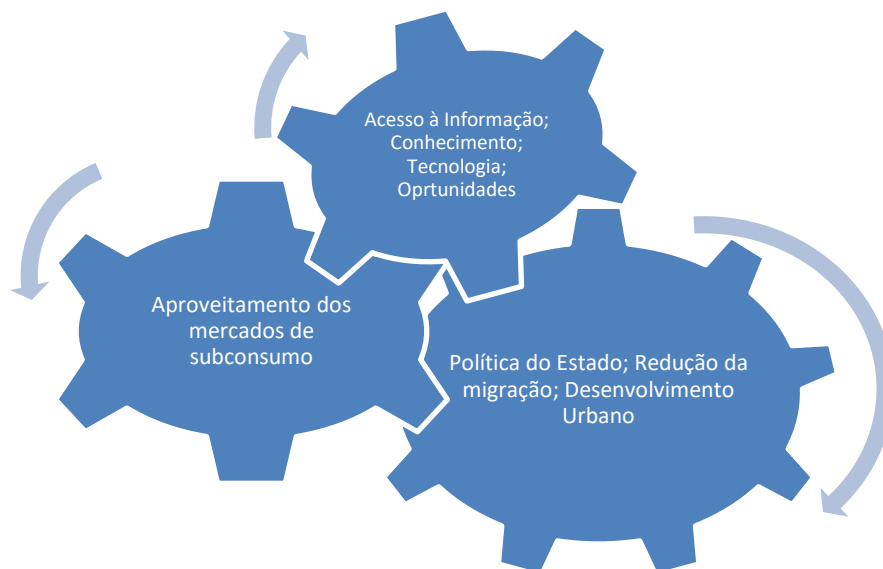 Acesso à Informação;
Conhecimento;
Tecnologia;
Oprtunidades
Aproveitamento dos
mercados de
subconsumo
Política do Estado; Redução da
migração; Desenvolvimento
Urbano